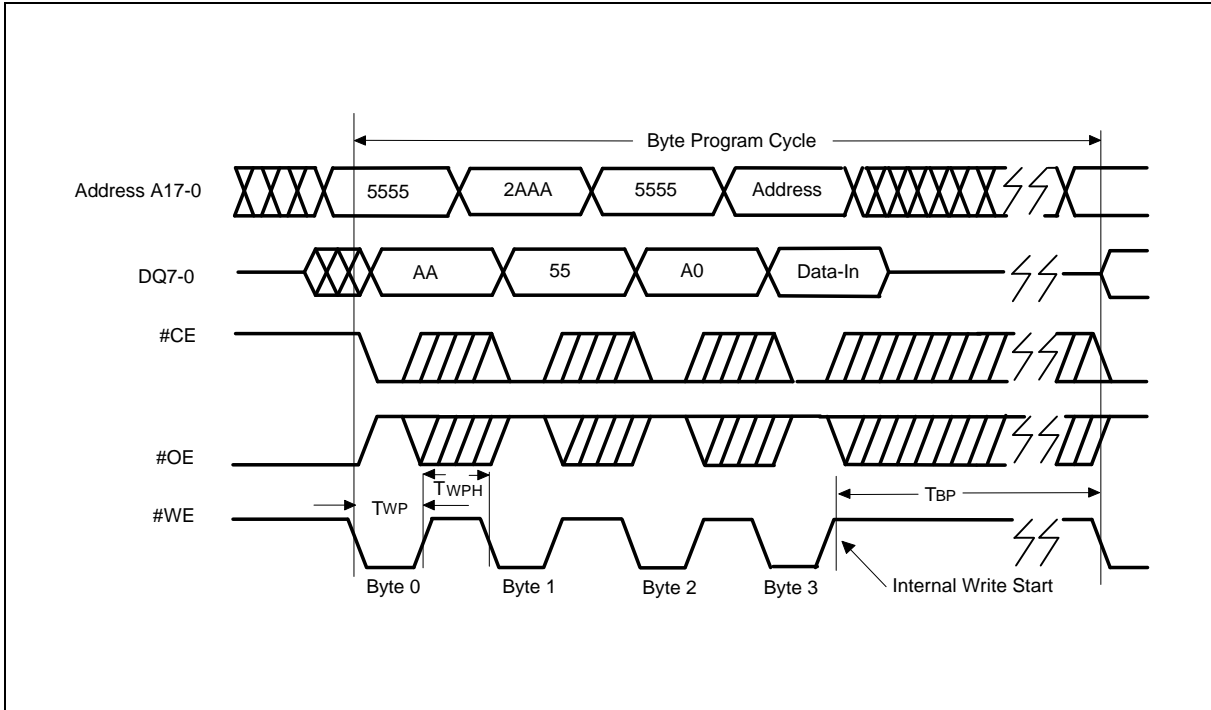 Byte Program Cycle
Address A17-0
5555
2AAA
5555
Address
DQ7-0
AA
55
A0
Data-In
#CE
#OE
TWPH
TWP
TBP
#WE
Byte 0
Byte 1
Byte 2
Byte 3
Internal Write Start